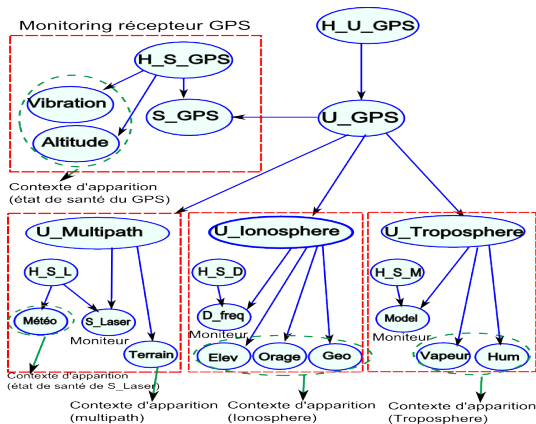 Monitoring récepteur GPS
H_U_GPS
H_S_GPS
Vibration
S_GPS
U_GPS
Altitude
Contexte d'apparition
(état de santé du GPS)
U_Multipath
U_Ionosphere
U_Troposphere
H_S_L
H_S_D
H_S_M
Météo
S_Laser
Moniteur
D_freq
Moniteur
Model
Moniteur
Terrain
Elev
Orage
Geo
Vapeur
Hum
Contexte d'apparition
(état de santé de S_Laser)
Contexte d'apparition
(multipath)
Contexte d'apparition
(Ionosphere)
Contexte d'apparition
(Troposphere)